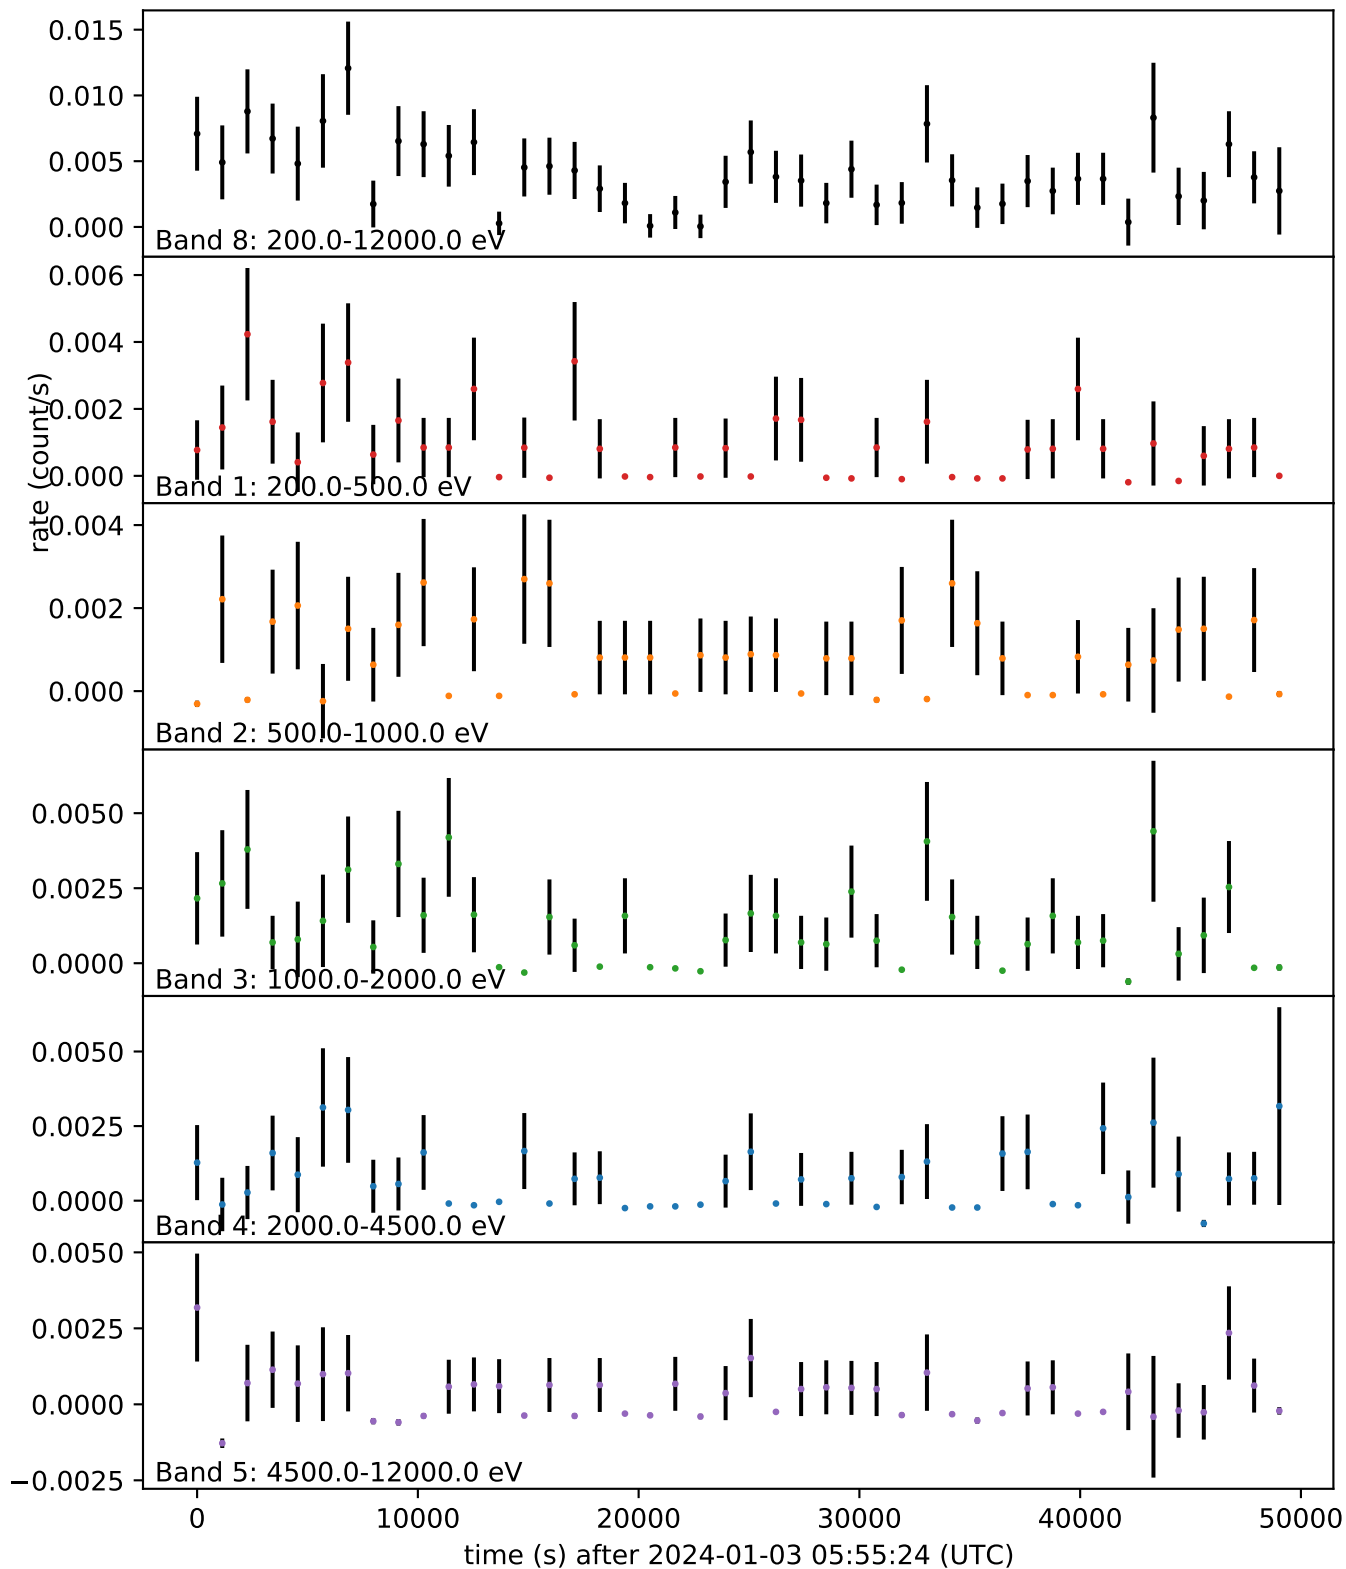 0.015
0.010
0.005
0.000
Band 8: 200.0-12000.0 eV
0.006
0.004
0.002
0.000
Band 1: 200.0-500.0 eV
rate (count/s)
0.004
0.002
0.000
Band 2: 500.0-1000.0 eV
0.0050
0.0025
0.0000
Band 3: 1000.0-2000.0 eV
0.0050
0.0025
0.0000
Band 4: 2000.0-4500.0 eV
0.0050
0.0025
0.0000
−0.0025
Band 5: 4500.0-12000.0 eV
0 10000 20000 30000 40000 50000
time (s) after 2024-01-03 05:55:24 (UTC)